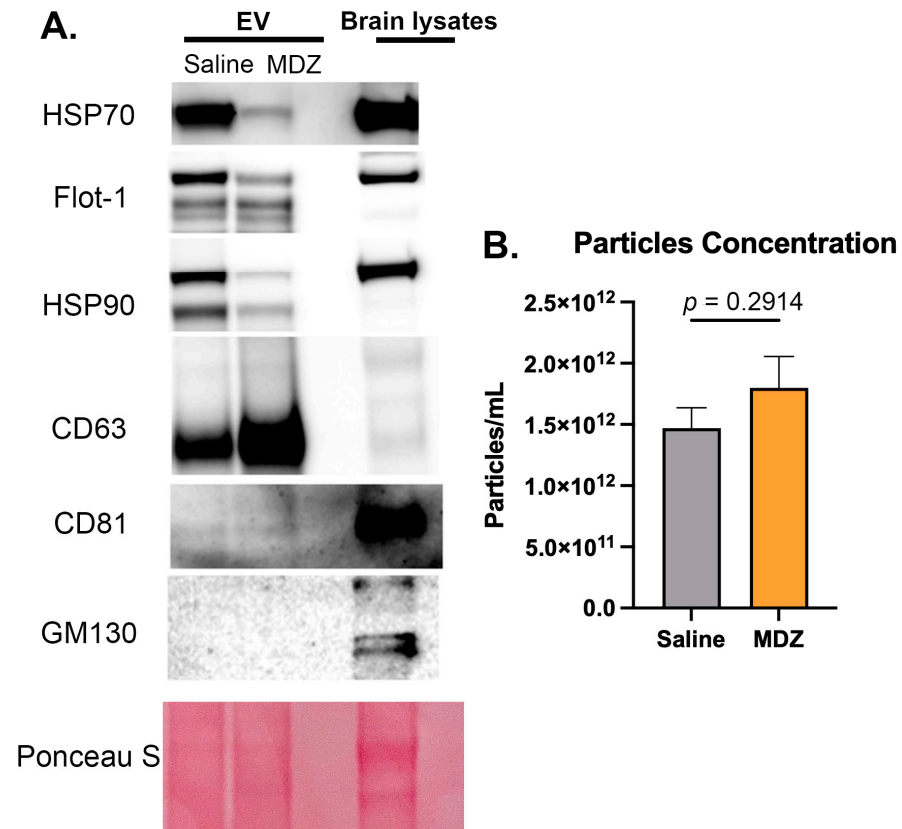 A.
EV
Brain lysates
Saline MDZ
HSP70
Flot-1
HSP90
CD63
CD81
GM130
Ponceau S
B.
Particles Concentration
p = 0.2914
2.5×10¹²
2.0×10¹²
1.5×10¹²
1.0×10¹²
5.0×10¹¹
0.0
Particles/mL
Saline MDZ